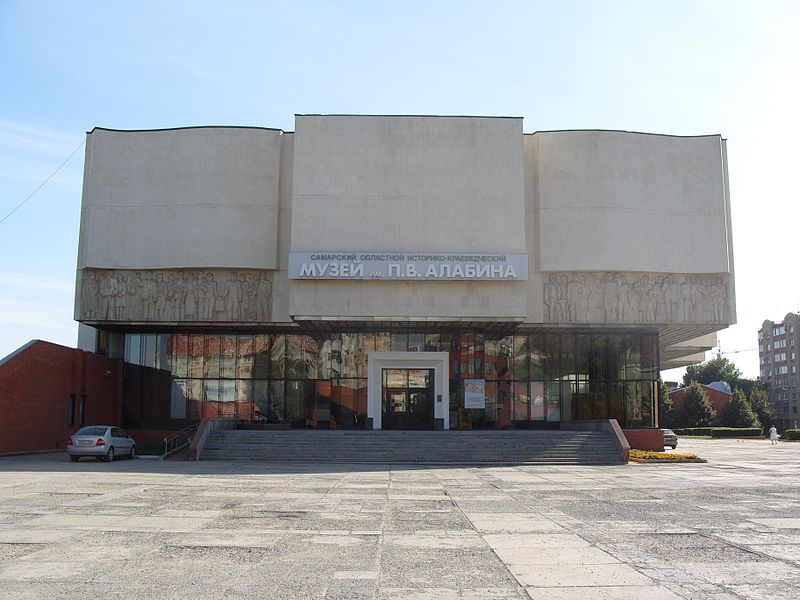 САМАРСКИЙ ОБЛАСТНОЙ ИСТОРИКО-КРАЕВЕДЧЕСКИЙ
МУЗЕЙ им. П.В. АЛАБИНА